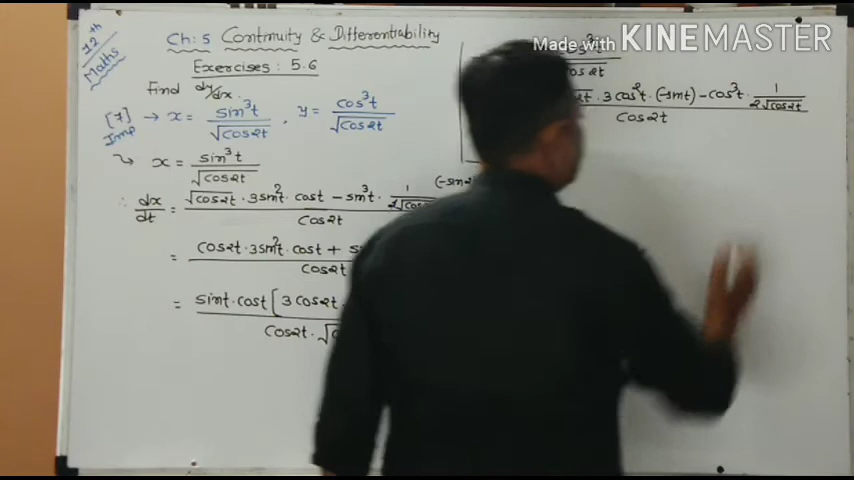 12th Maths
Ch: 5 Continuity & Differentiability
Exercises: 5.6
Find dy/dx.
[7] Imp → x = sin³t / √cos2t , y = cos³t / √cos2t
x = sin³t / √cos2t
∴ dx/dt = √cos2t · 3sin²t · cost − sin³t · 1 / 2√cos (−sin2 / cos2t
= cos2t · 3sin²t · cost + / cos2t
= sint · cost [3 cos2t / cos2t · √
Made with KINEMASTER
cos2t
· 3 cos²t · (−sint) − cos³t · 1 / 2√cos2t / cos2t